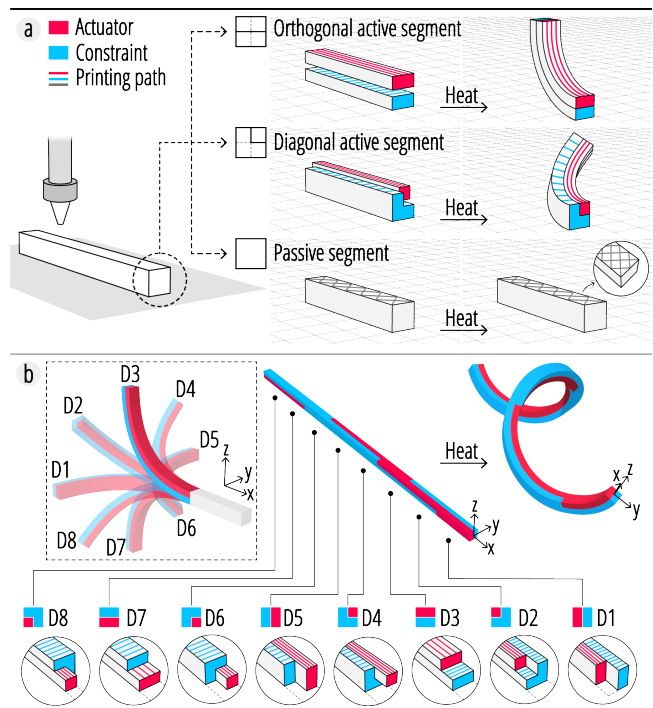 a
Actuator
Constraint
Printing path
Orthogonal active segment
Heat
Diagonal active segment
Heat
Passive segment
Heat
b
D3
D4
D2
D5
D1
D6
D8
D7
z
y
x
Heat
z
y
x
x
z
y
D8
D7
D6
D5
D4
D3
D2
D1